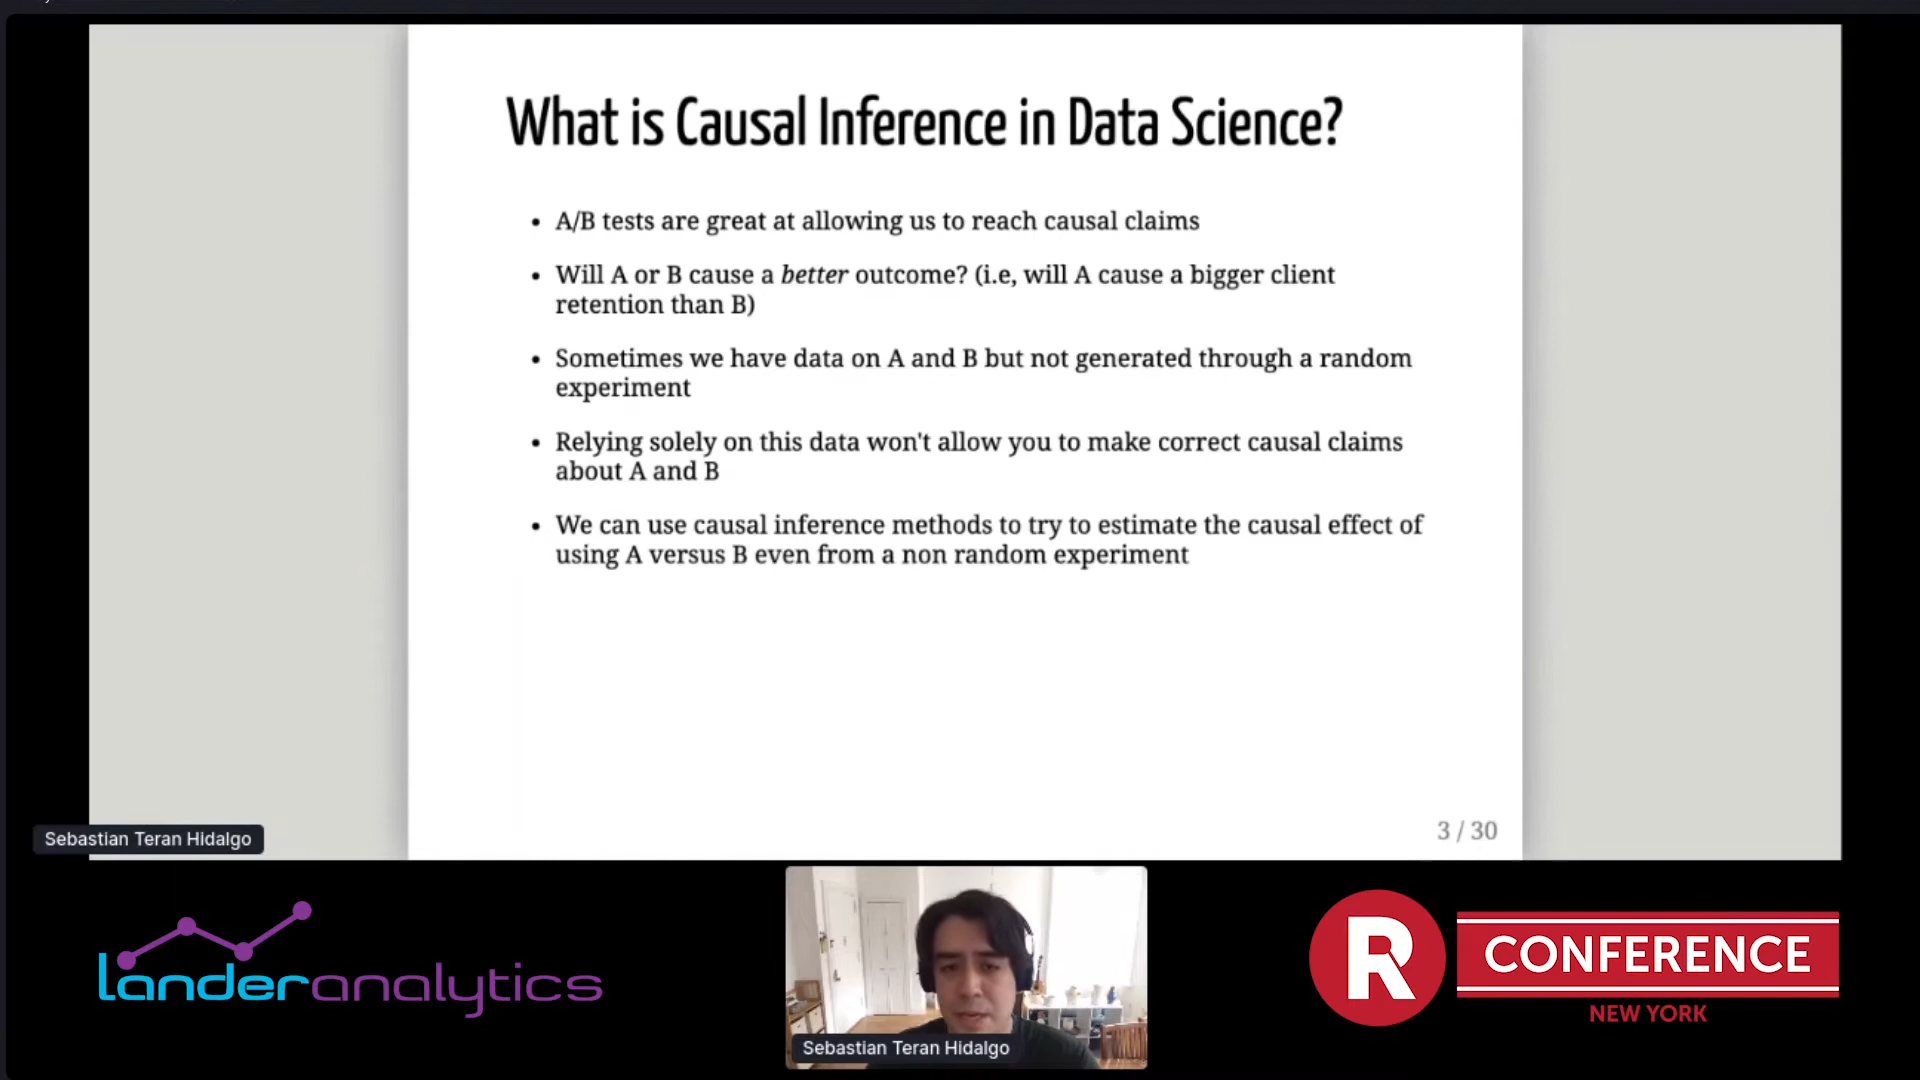 What is Causal Inference in Data Science?
• A/B tests are great at allowing us to reach causal claims
• Will A or B cause a better outcome? (i.e, will A cause a bigger client
retention than B)
• Sometimes we have data on A and B but not generated through a random
experiment
• Relying solely on this data won't allow you to make correct causal claims
about A and B
• We can use causal inference methods to try to estimate the causal effect of
using A versus B even from a non random experiment
3 / 30
Sebastian Teran Hidalgo
landeranalytics
Sebastian Teran Hidalgo
R CONFERENCE
NEW YORK